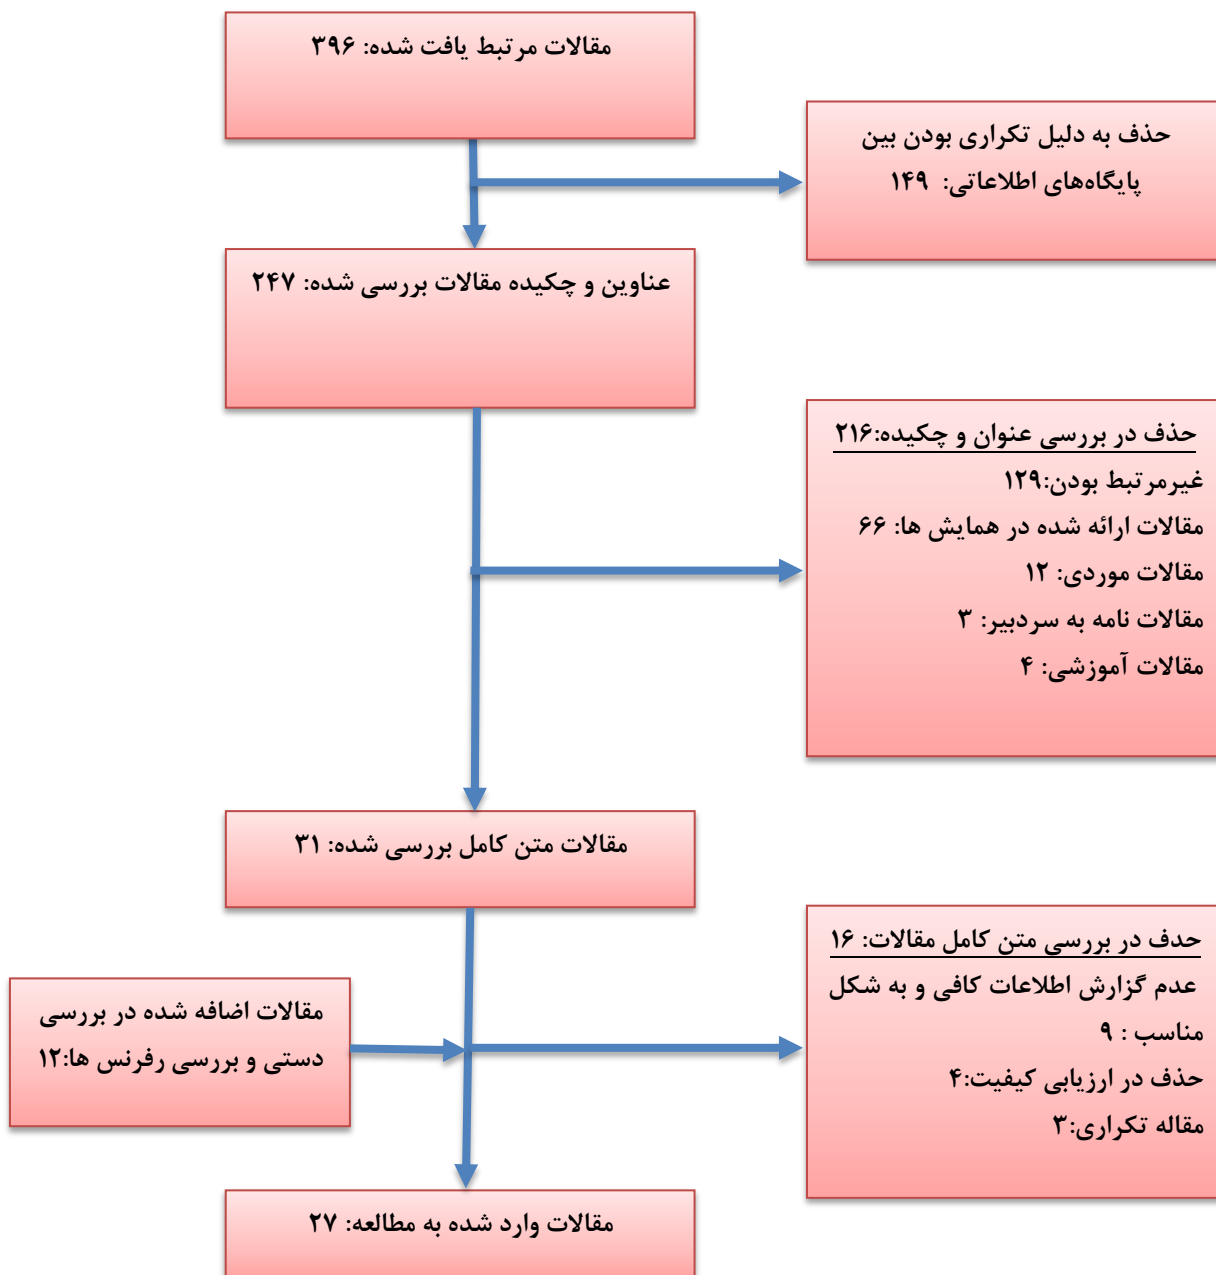 مقالات مرتبط یافت شده: ۳۹۶
حذف به دلیل تکراری بودن بین
پایگاه‌های اطلاعاتی: ۱۴۹
عناوین و چکیده مقالات بررسی شده: ۲۴۷
حذف در بررسی عنوان و چکیده:۲۱۶
غیرمرتبط بودن:۱۲۹
مقالات ارائه شده در همایش ها: ۶۶
مقالات موردی: ۱۲
مقالات نامه به سردبیر: ۳
مقالات آموزشی: ۴
مقالات متن کامل بررسی شده: ۳۱
حدف در بررسی متن کامل مقالات: ۱۶
عدم گزارش اطلاعات کافی و به شکل
مناسب : ۹
حذف در ارزیابی کیفیت:۴
مقاله تکراری:۳
مقالات اضافه شده در بررسی
دستی و بررسی رفرنس ها:۱۲
مقالات وارد شده به مطالعه: ۲۷